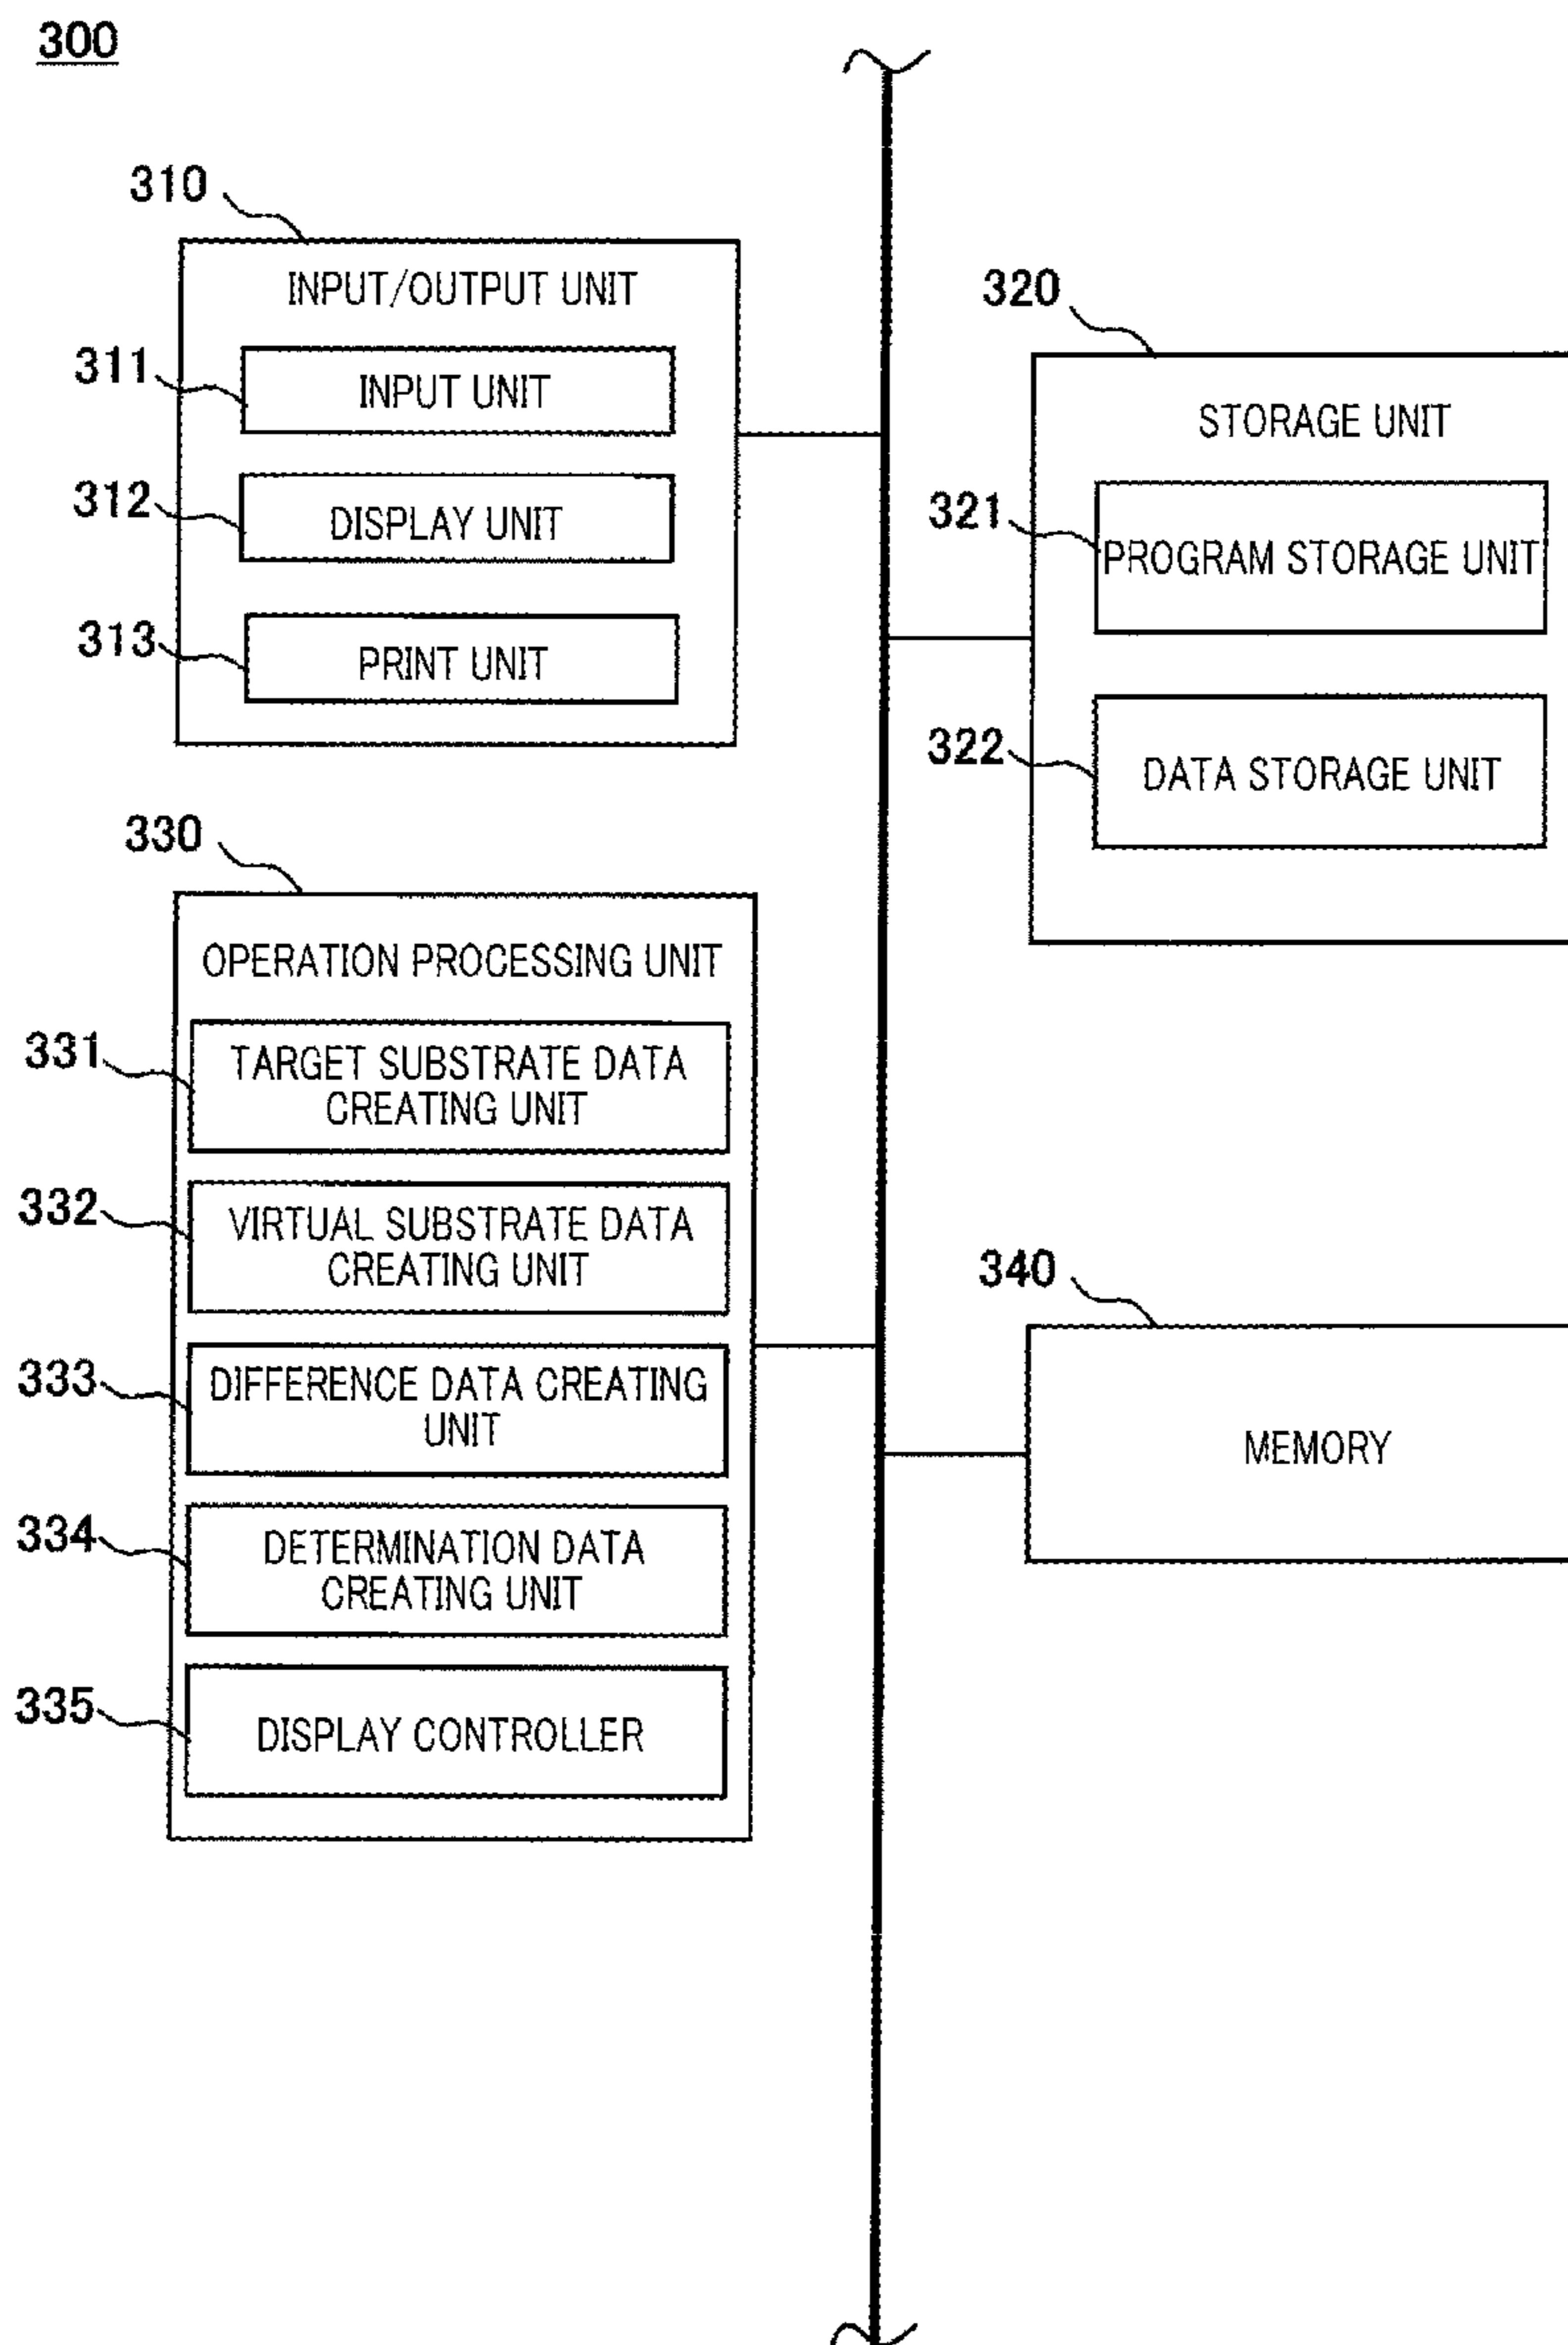 300
310
INPUT/OUTPUT UNIT
311
INPUT UNIT
312
DISPLAY UNIT
313
PRINT UNIT
320
STORAGE UNIT
321
PROGRAM STORAGE UNIT
322
DATA STORAGE UNIT
330
OPERATION PROCESSING UNIT
331
TARGET SUBSTRATE DATA
CREATING UNIT
332
VIRTUAL SUBSTRATE DATA
CREATING UNIT
333
DIFFERENCE DATA CREATING
UNIT
334
DETERMINATION DATA
CREATING UNIT
335
DISPLAY CONTROLLER
340
MEMORY